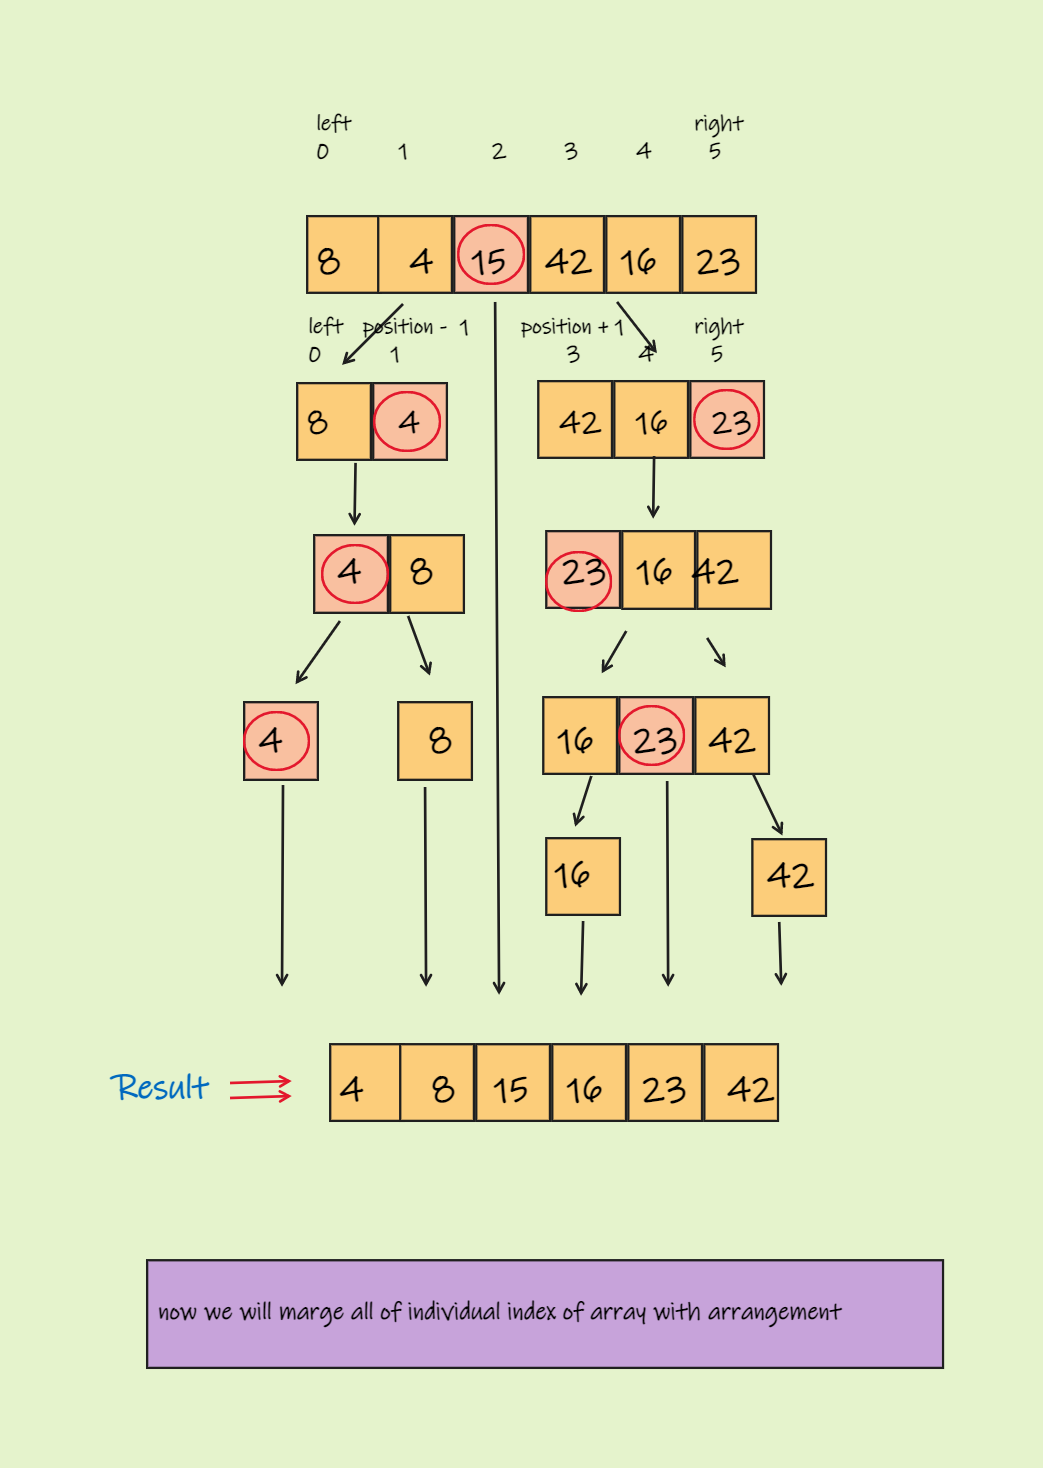 left right
0 1 2 3 4 5
8 4 15 42 16 23
left position - 1 position + 1 right
0 1 3 4 5
8 4 42 16 23
4 8 23 16 42
4 8 16 23 42
16 42
Result 4 8 15 16 23 42
now we will marge all of individual index of array with arrangement